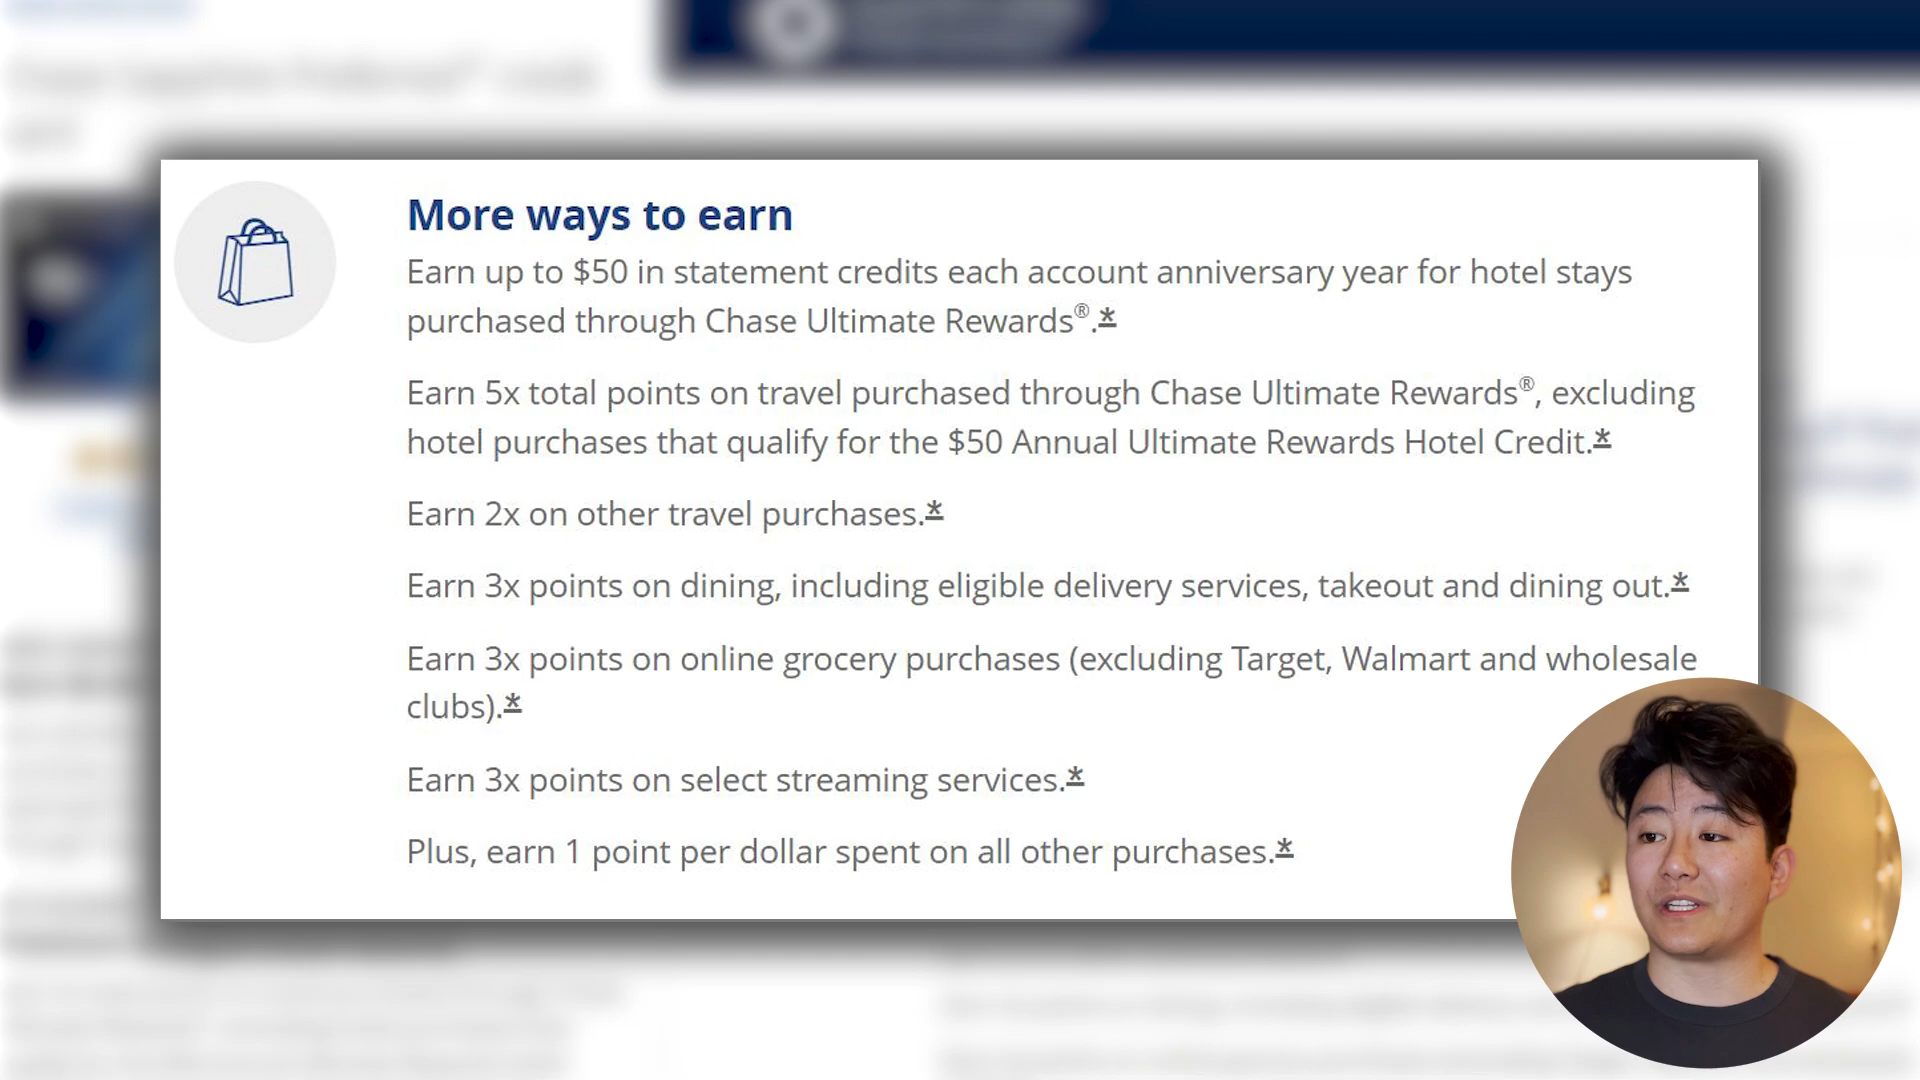 More ways to earn
Earn up to $50 in statement credits each account anniversary year for hotel stays
purchased through Chase Ultimate Rewards®.*
Earn 5x total points on travel purchased through Chase Ultimate Rewards®, excluding
hotel purchases that qualify for the $50 Annual Ultimate Rewards Hotel Credit.*
Earn 2x on other travel purchases.*
Earn 3x points on dining, including eligible delivery services, takeout and dining out.*
Earn 3x points on online grocery purchases (excluding Target, Walmart and wholesale
clubs).*
Earn 3x points on select streaming services.*
Plus, earn 1 point per dollar spent on all other purchases.*